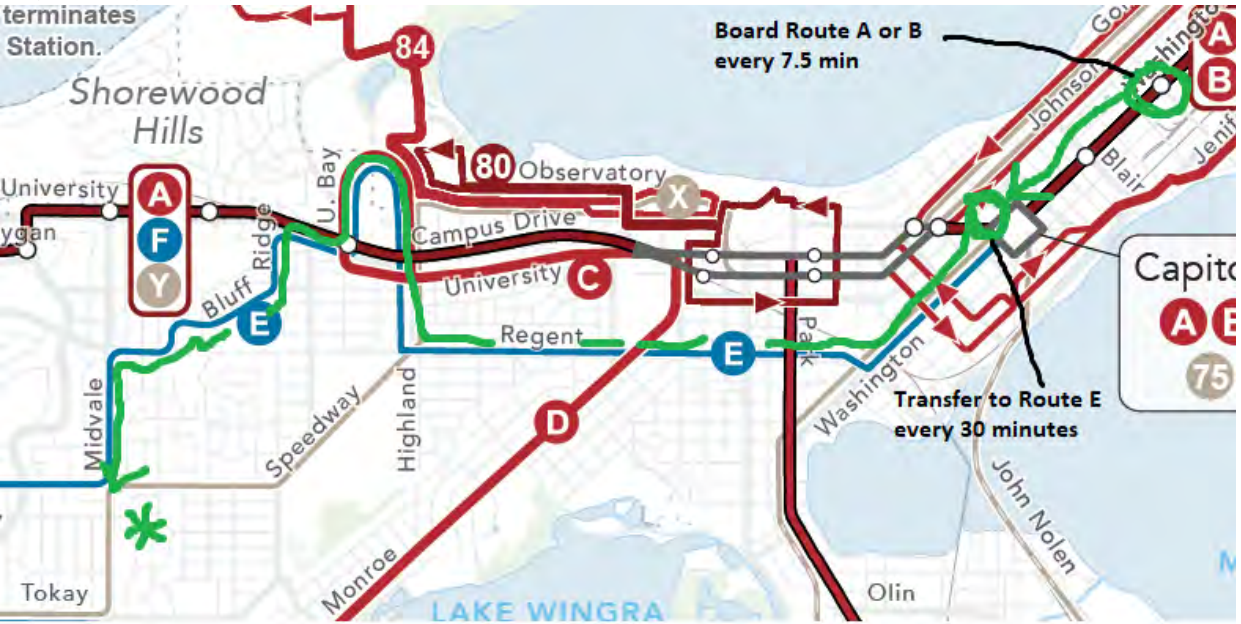 terminates
Station.
84
Board Route A or B
every 7.5 min
Washington
A
B
Johnson
Shorewood
Hills
U. Bay
80
Observatory
X
Blair
University
A
F
Y
Ridge
Campus Drive
University
C
Capito
A
75
Bluff
E
Regent
E
Park
D
Midvale
Speedway
Highland
Washington
Transfer to Route E
every 30 minutes
John Nolen
Monroe
Tokay
LAKE WINGRA
Olin
M